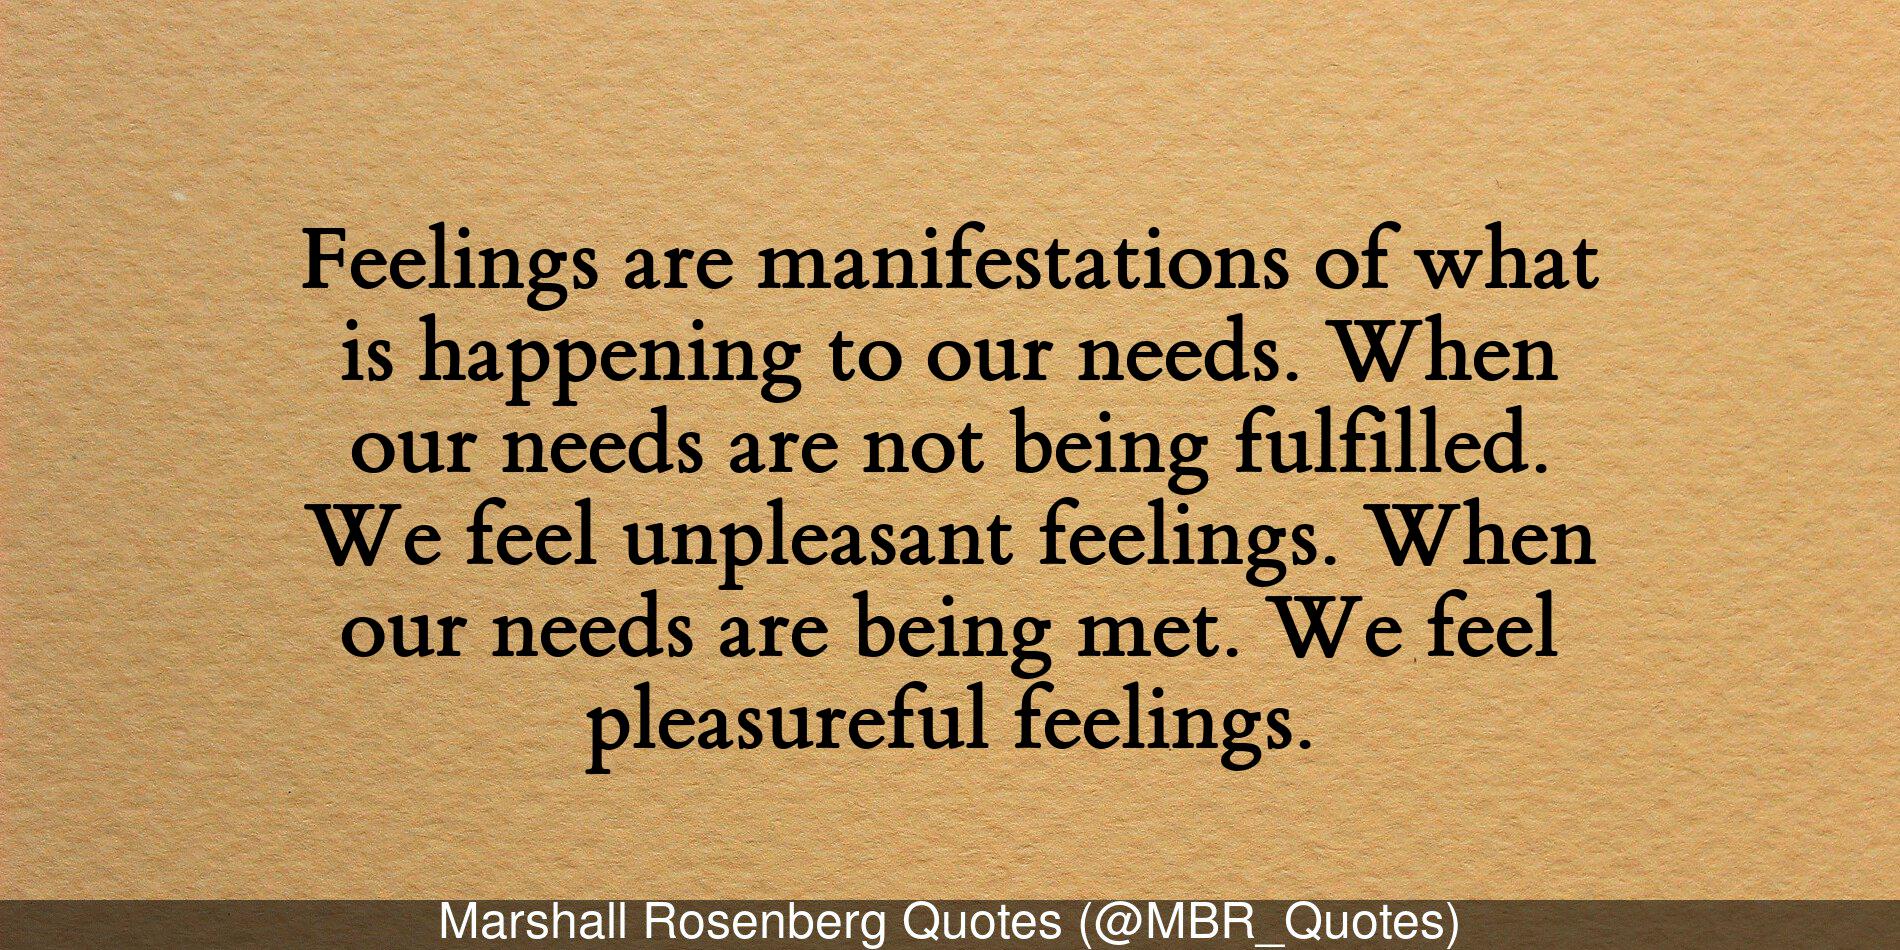 Feelings are manifestations of what
is happening to our needs. When
our needs are not being fulfilled.
We feel unpleasant feelings. When
our needs are being met. We feel
pleasureful feelings.
Marshall Rosenberg Quotes (@MBR_Quotes)